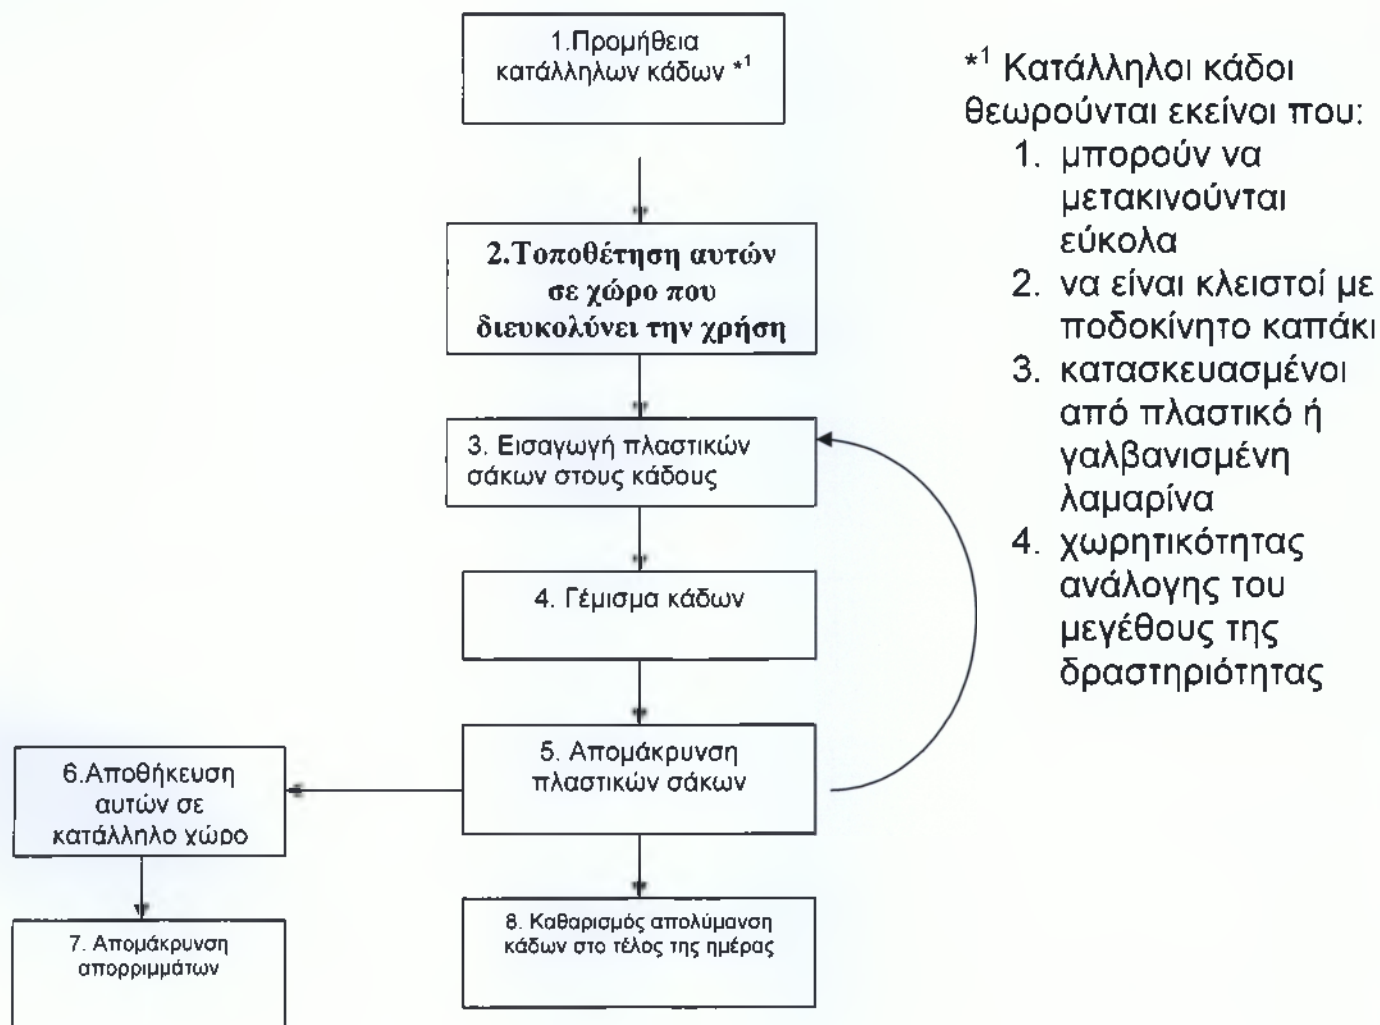 1.Προμήθεια
κατάλληλων κάδων *1
2.Τοποθέτηση αυτών
σε χώρο που
διευκολύνει την χρήση
3. Εισαγωγή πλαστικών
σάκων στους κάδους
4. Γέμισμα κάδων
5. Απομάκρυνση
πλαστικών σάκων
6.Αποθήκευση
αυτών σε
κατάλληλο χώρο
7. Απομάκρυνση
απορριμμάτων
8. Καθαρισμός απολύμανση
κάδων στο τέλος της ημέρας
*1 Κατάλληλοι κάδοι
θεωρούνται εκείνοι που:
1. μπορούν να
μετακινούνται
εύκολα
2. να είναι κλειστοί με
ποδοκίνητο καπάκι
3. κατασκευασμένοι
από πλαστικό ή
γαλβανισμένη
λαμαρίνα
4. χωρητικότητας
ανάλογης του
μεγέθους της
δραστηριότητας